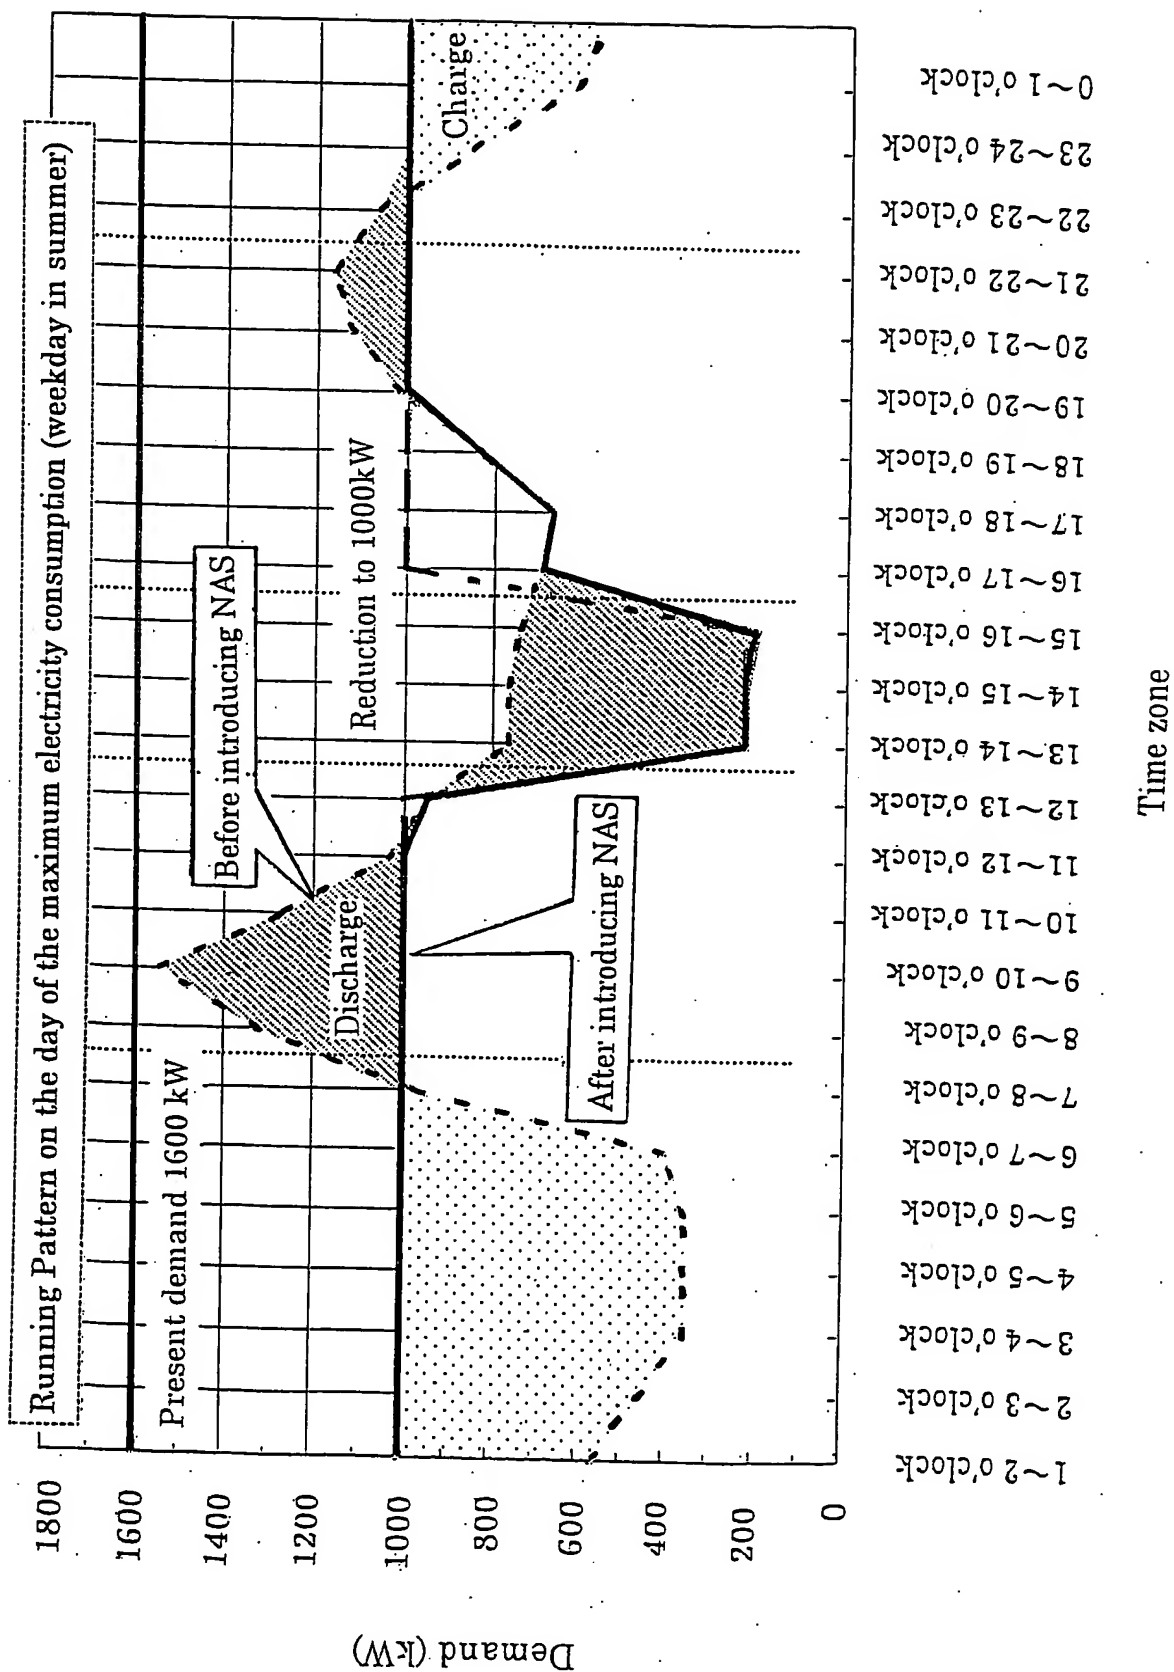 Running Pattern on the day of the maximum electricity consumption (weekday in summer)
Present demand 1600 kW
Before introducing NAS
Reduction to 1000kW
Discharge
Charge
After introducing NAS
Demand (kW)
1800
1600
1400
1200
1000
800
600
400
200
0
1~2 o'clock
2~3 o'clock
3~4 o'clock
4~5 o'clock
5~6 o'clock
6~7 o'clock
7~8 o'clock
8~9 o'clock
9~10 o'clock
10~11 o'clock
11~12 o'clock
12~13 o'clock
13~14 o'clock
14~15 o'clock
15~16 o'clock
16~17 o'clock
17~18 o'clock
18~19 o'clock
19~20 o'clock
20~21 o'clock
21~22 o'clock
22~23 o'clock
23~24 o'clock
0~1 o'clock
Time zone